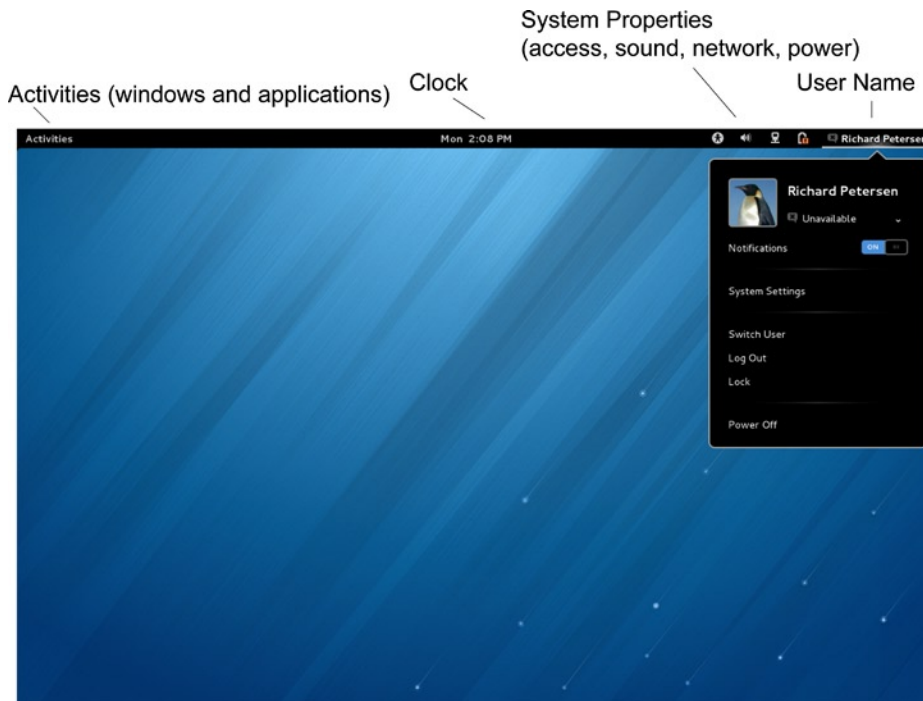 System Properties
(access, sound, network, power)
Activities (windows and applications)
Clock
User Name
Activities
Mon 2:08 PM
Richard Petersen
Richard Petersen
Unavailable
Notifications
ON
System Settings
Switch User
Log Out
Lock
Power Off